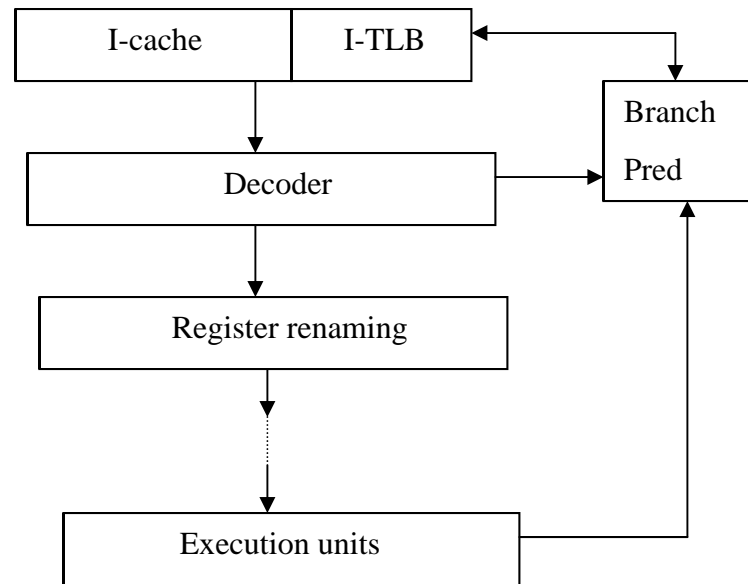 I-cache
I-TLB
Branch
Pred
Decoder
Register renaming
Execution units